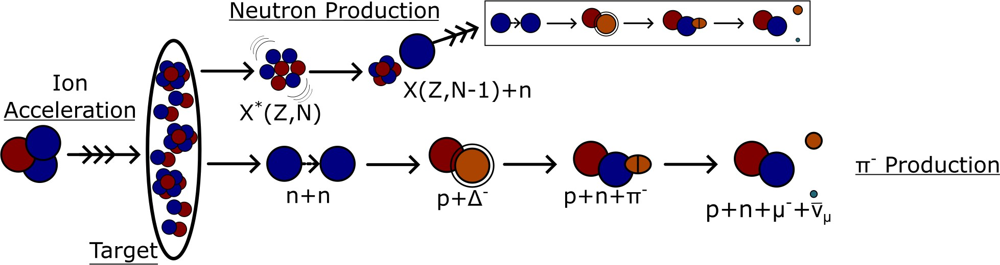 Neutron Production
Ion
Acceleration
X*(Z,N)
X(Z,N-1)+n
n+n
p+Δ⁻
p+n+π⁻
p+n+μ⁻+ν̅μ
π⁻ Production
Target